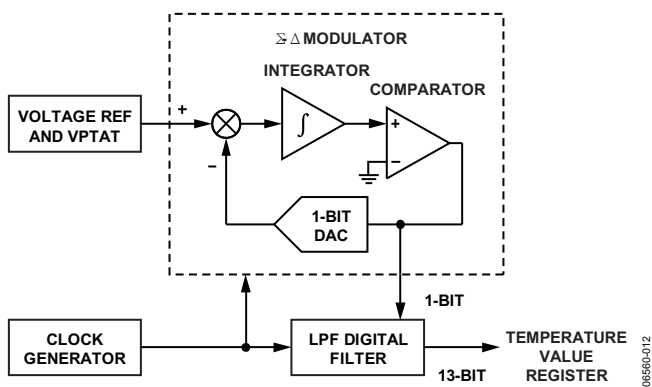 Σ-Δ MODULATOR
INTEGRATOR
COMPARATOR
VOLTAGE REF
AND VPTAT
+
−
∫
+
−
1-BIT
DAC
1-BIT
CLOCK
GENERATOR
LPF DIGITAL
FILTER
13-BIT
TEMPERATURE
VALUE
REGISTER
06560-012